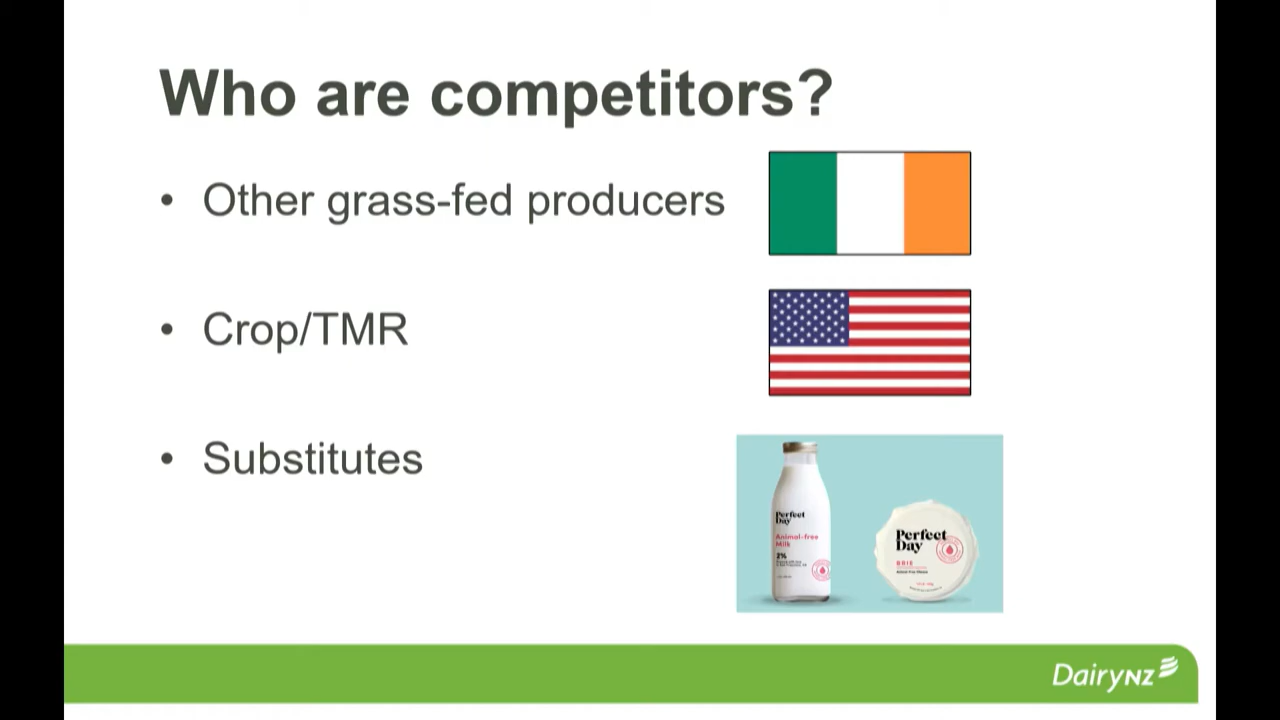 Who are competitors?
• Other grass-fed producers
• Crop/TMR
• Substitutes
Perfect
Day
Animal-free
Milk
2%
Perfect
Day
BRIE
DairyNZ